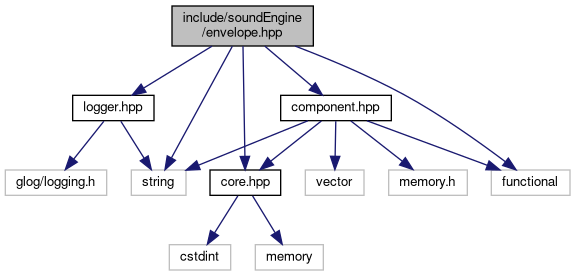 include/soundEngine
/envelope.hpp
logger.hpp
component.hpp
glog/logging.h
string
core.hpp
vector
memory.h
functional
cstdint
memory